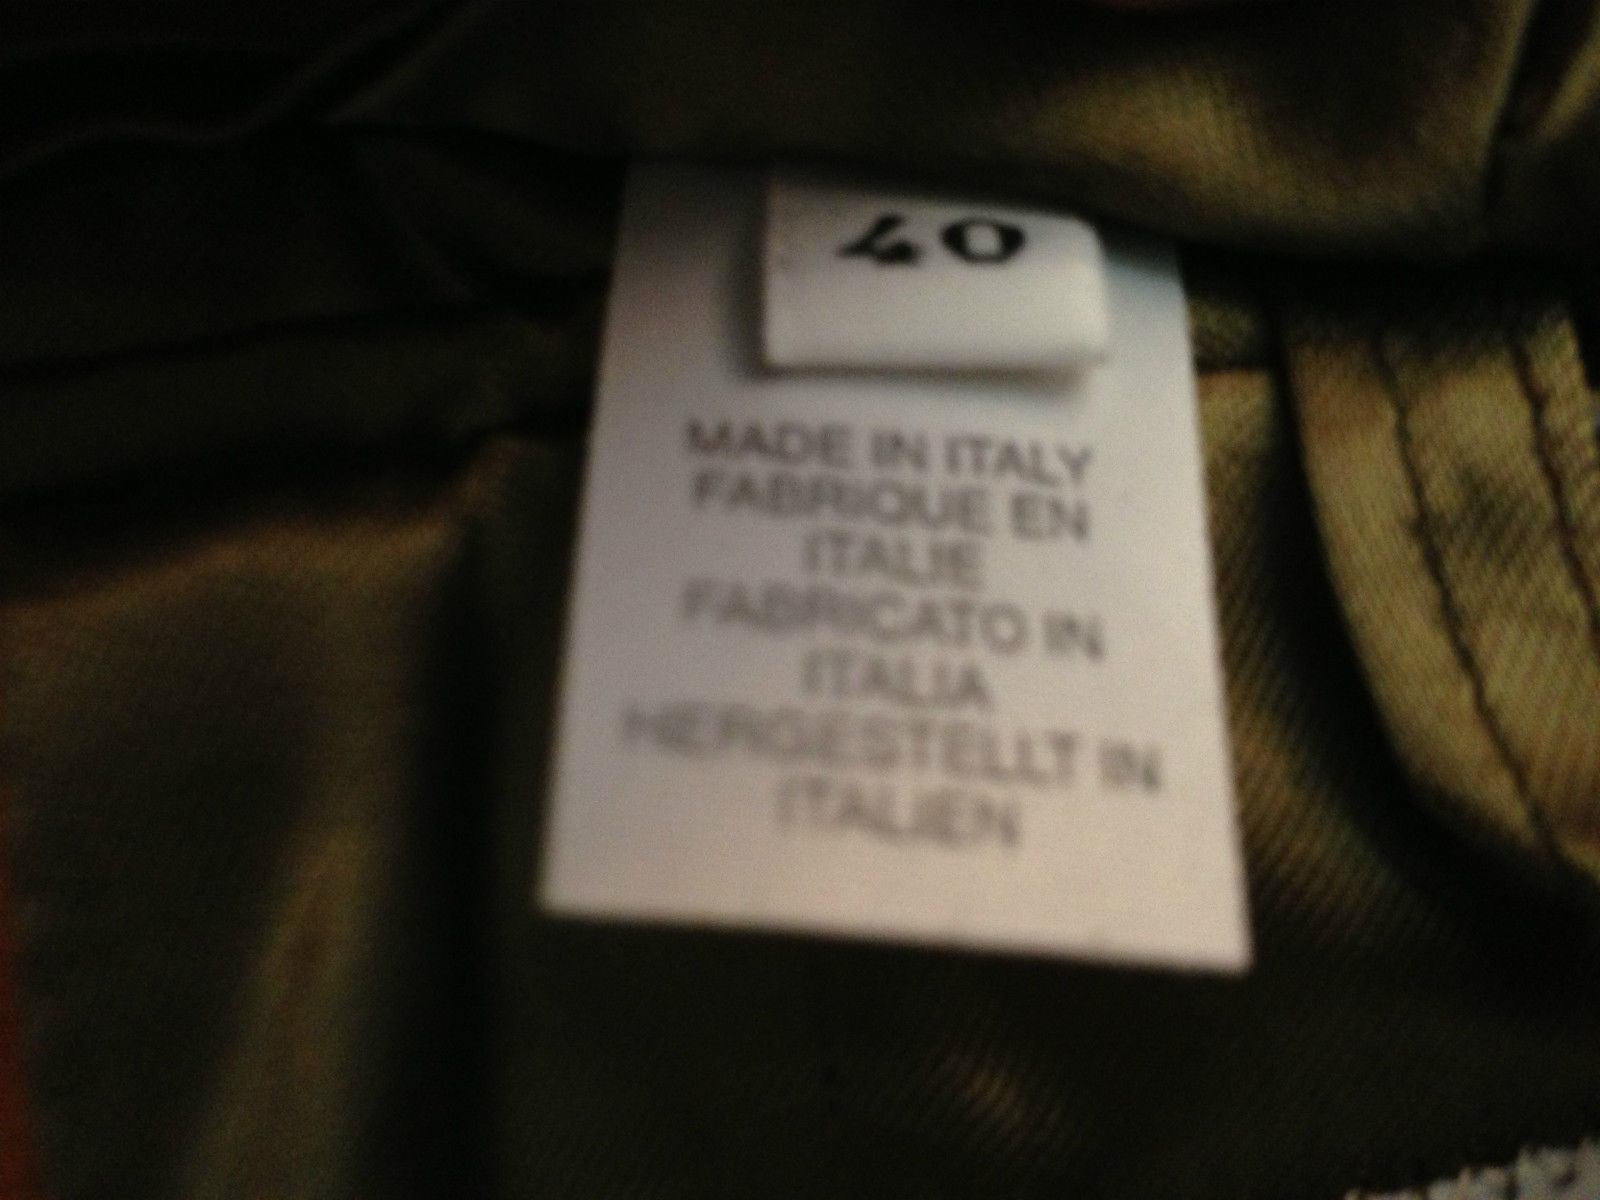 40
MADE IN ITALY
FABRIQUE EN
ITALIE
FABRICATO IN
ITALIA
HERGESTELLT IN
ITALIEN